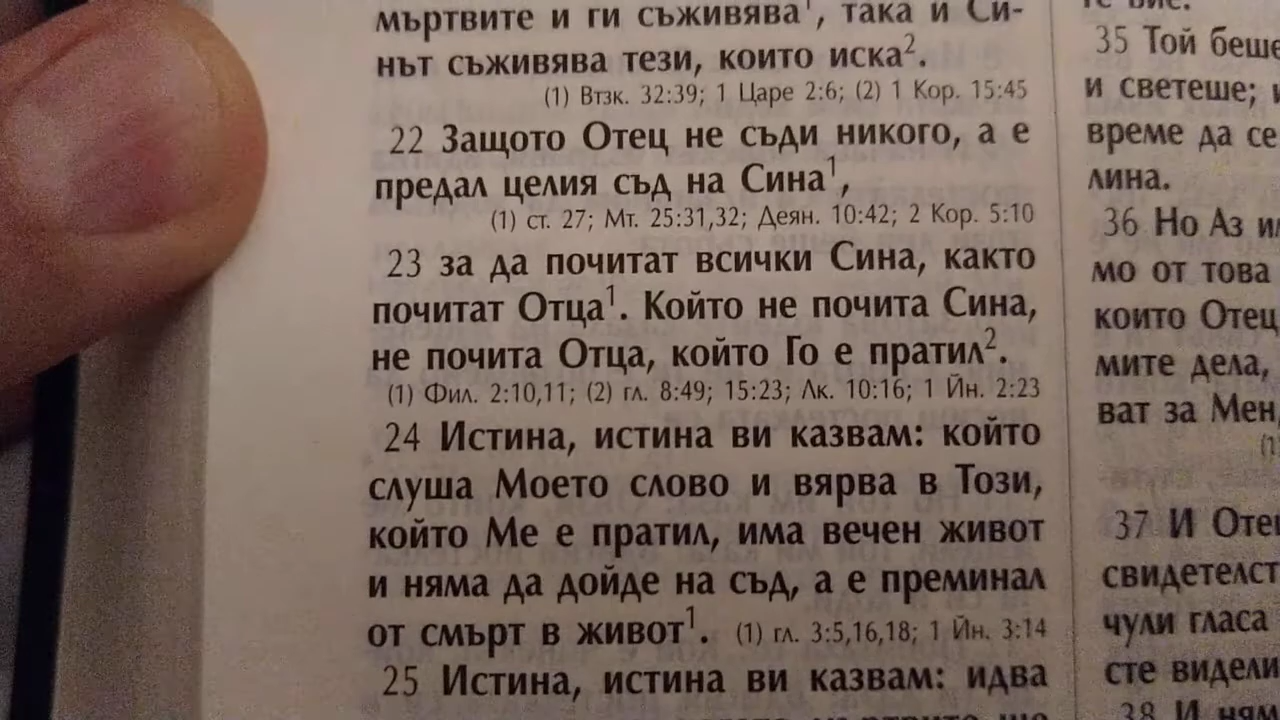 мъртвите и ги съживява¹, така и Си-
нът съживява тези, които иска².
(1) Втзк. 32:39; 1 Царе 2:6; (2) 1 Кор. 15:45
22 Защото Отец не съди никого, а е
предал целия съд на Сина¹,
(1) ст. 27; Мт. 25:31,32; Деян. 10:42; 2 Кор. 5:10
23 за да почитат всички Сина, както
почитат Отца¹. Който не почита Сина,
не почита Отца, който Го е пратил².
(1) Фил. 2:10,11; (2) гл. 8:49; 15:23; Лк. 10:16; 1 Йн. 2:23
24 Истина, истина ви казвам: който
слуша Моето слово и вярва в Този,
който Ме е пратил, има вечен живот
и няма да дойде на съд, а е преминал
от смърт в живот¹. (1) гл. 3:5,16,18; 1 Йн. 3:14
25 Истина, истина ви казвам: идва
35 Той беше
и светеше;
време да се
лина.
36 Но Аз
мо от това
които Отец
мите дела,
ват за Мен,
37 И
свидетелст
чули гласа
сте видели
38 И